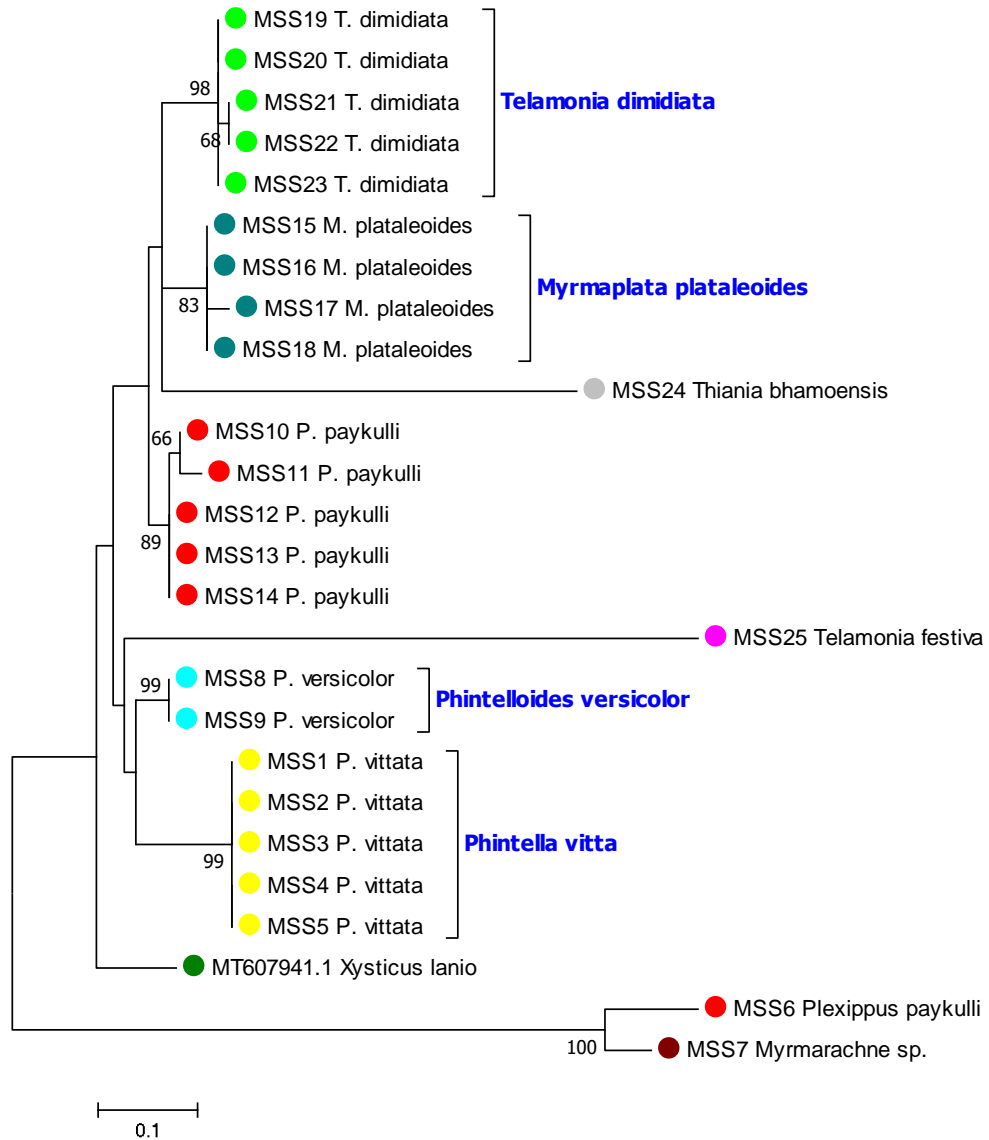 MSS19 T. dimidiata
MSS20 T. dimidiata
98
MSS21 T. dimidiata
Telamonia dimidiata
68
MSS22 T. dimidiata
MSS23 T. dimidiata
MSS15 M. plataleoides
MSS16 M. plataleoides
Myrmaplata plataleoides
83
MSS17 M. plataleoides
MSS18 M. plataleoides
MSS24 Thiania bhamoensis
66
MSS10 P. paykulli
MSS11 P. paykulli
MSS12 P. paykulli
89
MSS13 P. paykulli
MSS14 P. paykulli
MSS25 Telamonia festiva
99
MSS8 P. versicolor
Phintelloides versicolor
MSS9 P. versicolor
MSS1 P. vittata
MSS2 P. vittata
MSS3 P. vittata
Phintella vitta
99
MSS4 P. vittata
MSS5 P. vittata
MT607941.1 Xysticus lanio
MSS6 Plexippus paykulli
100
MSS7 Myrmarachne sp.
0.1